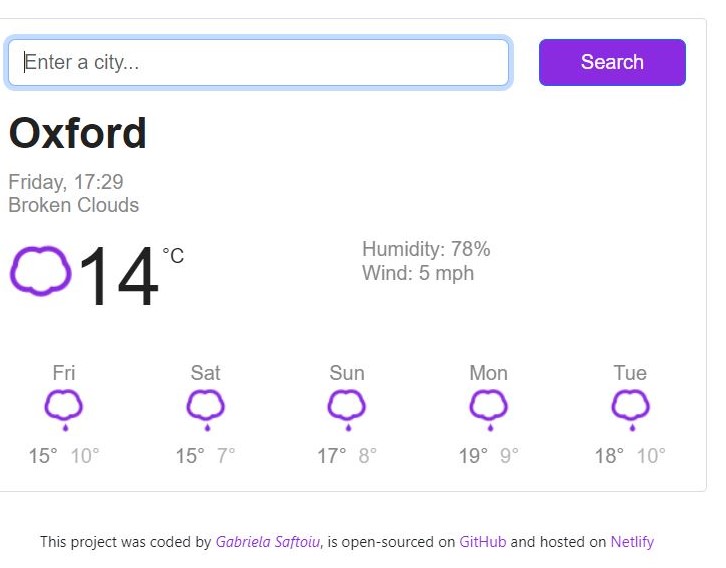 Enter a city...
Search
Oxford
Friday, 17:29
Broken Clouds
14 °C
Humidity: 78%
Wind: 5 mph
Fri Sat Sun Mon Tue
15° 10° 15° 7° 17° 8° 19° 9° 18° 10°
This project was coded by Gabriela Saftoiu, is open-sourced on GitHub and hosted on Netlify